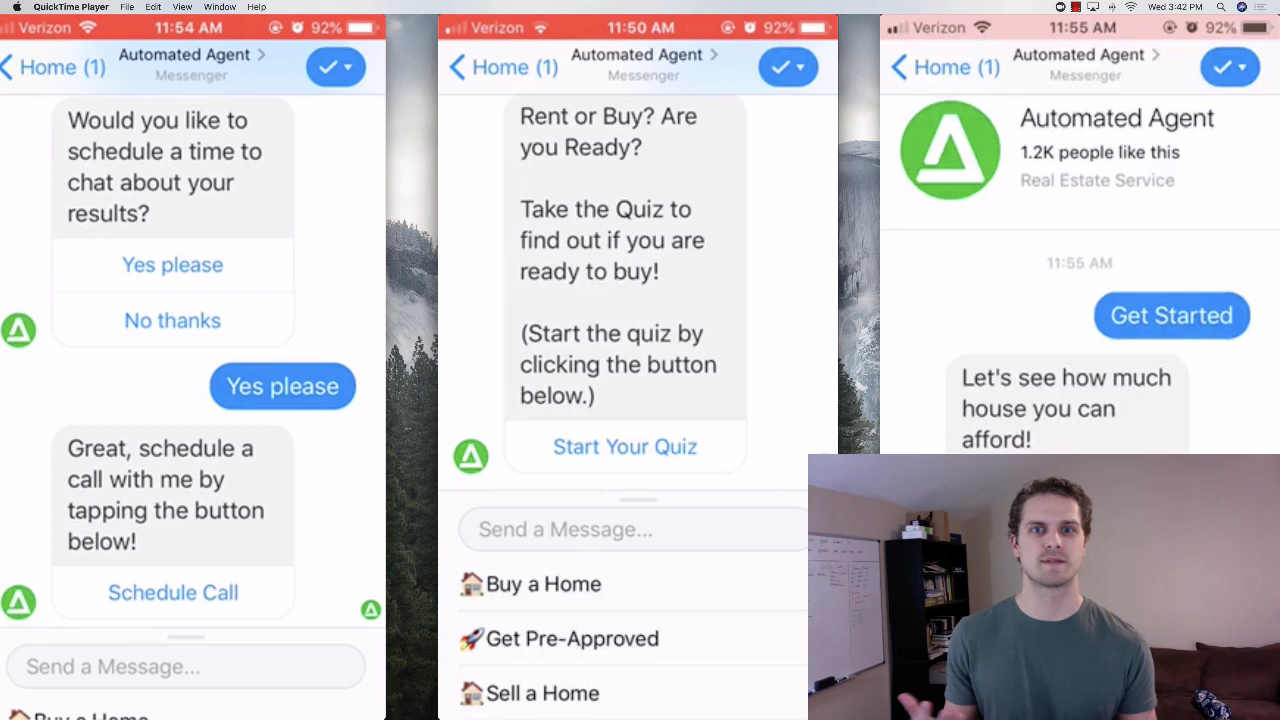 QuickTime Player File Edit View Window Help
Wed 3:42 PM
Verizon 11:54 AM 92%
Home (1) Automated Agent
Messenger
Would you like to
schedule a time to
chat about your
results?
Yes please
No thanks
Yes please
Great, schedule a
call with me by
tapping the button
below!
Schedule Call
Send a Message...
Buy a Home
Verizon 11:50 AM 92%
Home (1) Automated Agent
Messenger
Rent or Buy? Are
you Ready?
Take the Quiz to
find out if you are
ready to buy!
(Start the quiz by
clicking the button
below.)
Start Your Quiz
Send a Message...
Buy a Home
Get Pre-Approved
Sell a Home
Verizon 11:55 AM 92%
Home (1) Automated Agent
Messenger
Automated Agent
1.2K people like this
Real Estate Service
11:55 AM
Get Started
Let's see how much
house you can
afford!